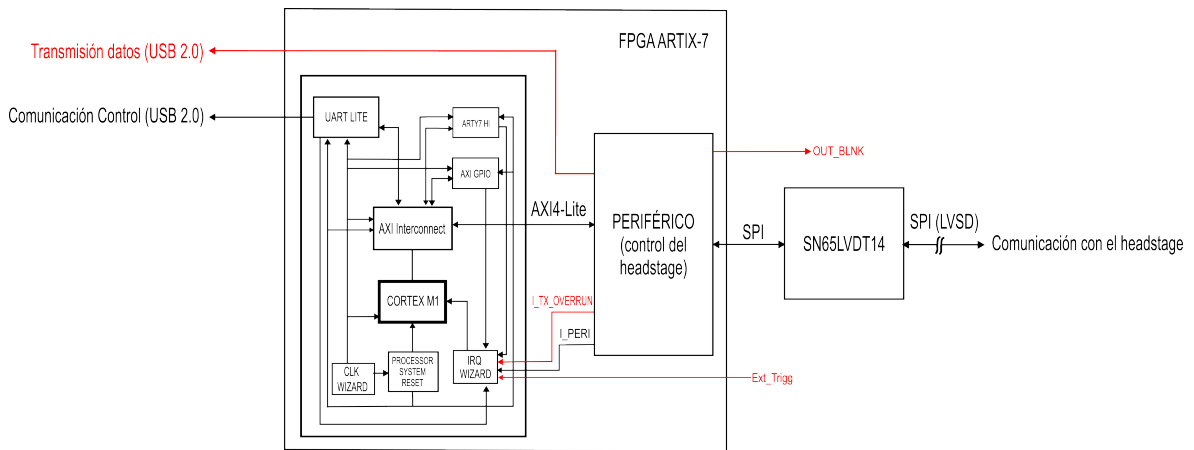 FPGA ARTIX-7
Transmisión datos (USB 2.0)
Comunicación Control (USB 2.0)
UART LITE
ARTY7 HI
AXI GPIO
OUT_BLNK
AXI4-Lite
AXI Interconnect
PERIFÉRICO
(control del
headstage)
SPI
SN65LVDT14
SPI (LVSD)
Comunicación con el headstage
CORTEX M1
I_TX_OVERRUN
I_PERI
CLK
WIZARD
PROCESSOR
SYSTEM
RESET
IRQ
WIZARD
Ext_Trigg